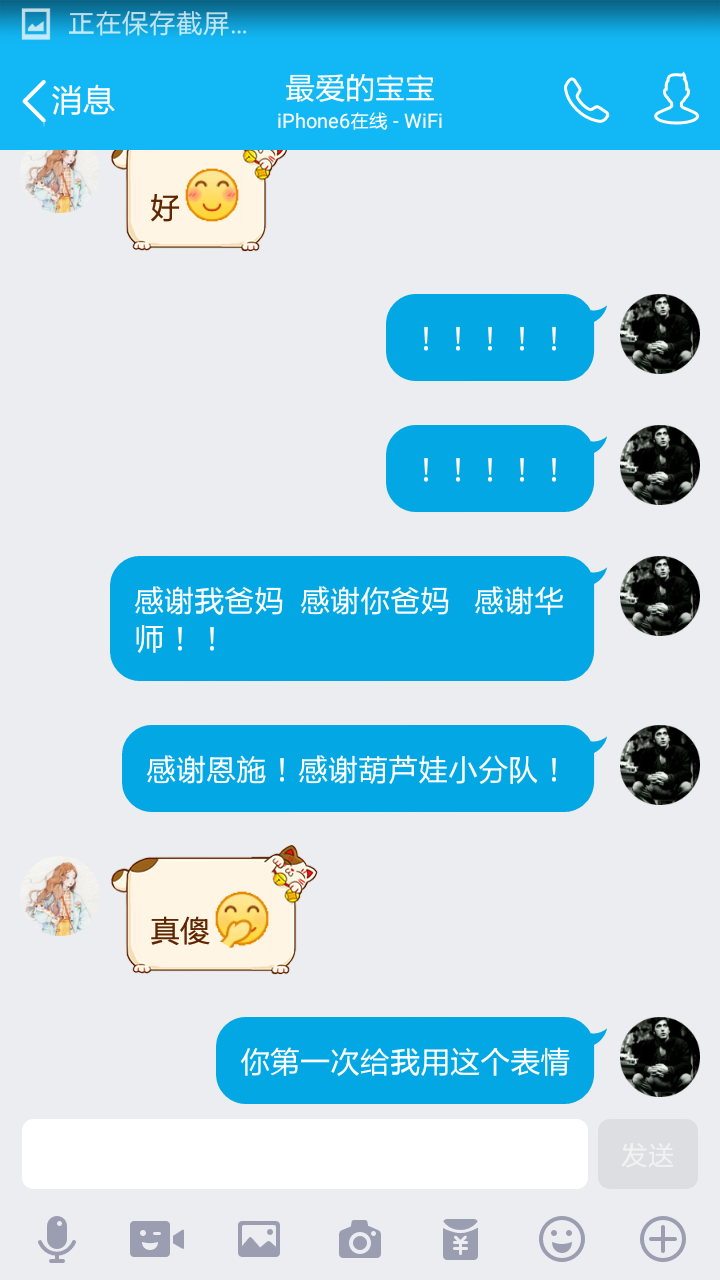 正在保存截屏...
消息
最爱的宝宝
iPhone6在线 - WiFi
好
！！！！！
！！！！！
感谢我爸妈 感谢你爸妈 感谢华
师！！
感谢恩施！感谢葫芦娃小分队！
真傻
你第一次给我用这个表情
发送